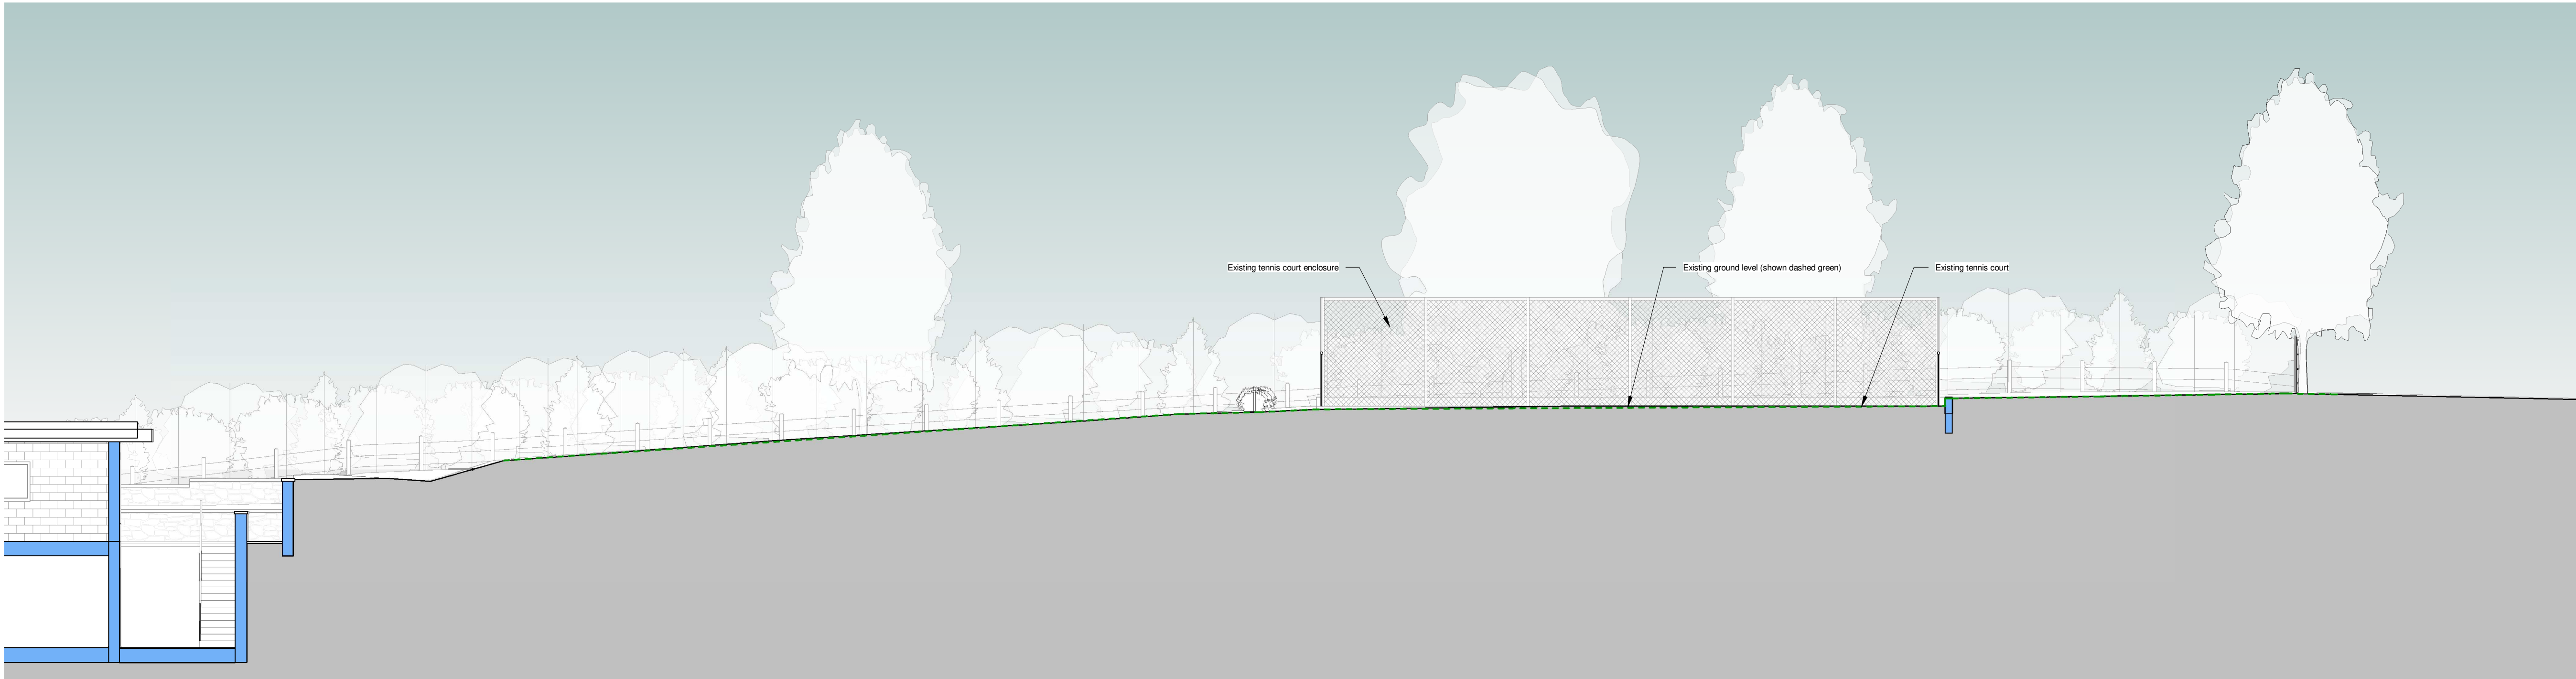 Existing tennis court enclosure
Existing ground level (shown dashed green)
Existing tennis court